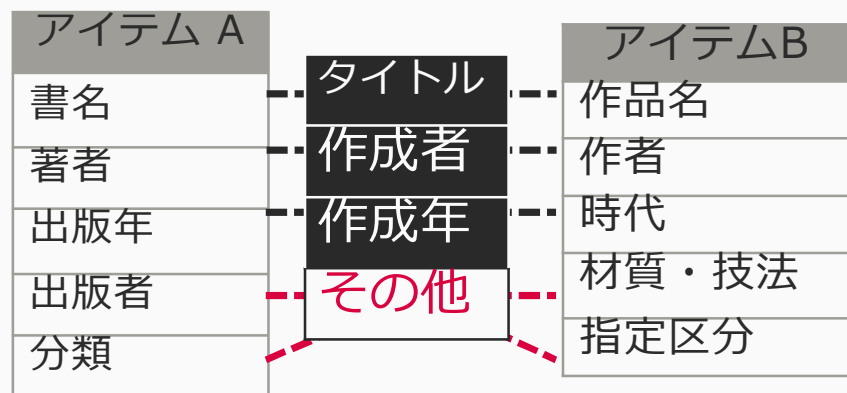 アイテム A
書名
著者
出版年
出版者
分類
タイトル
作成者
作成年
その他
アイテムB
作品名
作者
時代
材質・技法
指定区分